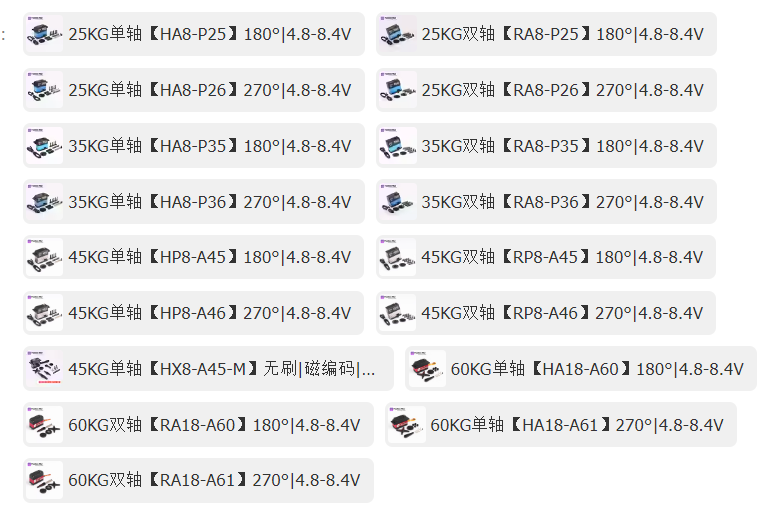 :
25KG单轴【HA8-P25】180°|4.8-8.4V 25KG双轴【RA8-P25】180°|4.8-8.4V
25KG单轴【HA8-P26】270°|4.8-8.4V 25KG双轴【RA8-P26】270°|4.8-8.4V
35KG单轴【HA8-P35】180°|4.8-8.4V 35KG双轴【RA8-P35】180°|4.8-8.4V
35KG单轴【HA8-P36】270°|4.8-8.4V 35KG双轴【RA8-P36】270°|4.8-8.4V
45KG单轴【HP8-A45】180°|4.8-8.4V 45KG双轴【RP8-A45】180°|4.8-8.4V
45KG单轴【HP8-A46】270°|4.8-8.4V 45KG双轴【RP8-A46】270°|4.8-8.4V
45KG单轴【HX8-A45-M】无刷|磁编码|... 60KG单轴【HA18-A60】180°|4.8-8.4V
60KG双轴【RA18-A60】180°|4.8-8.4V 60KG单轴【HA18-A61】270°|4.8-8.4V
60KG双轴【RA18-A61】270°|4.8-8.4V